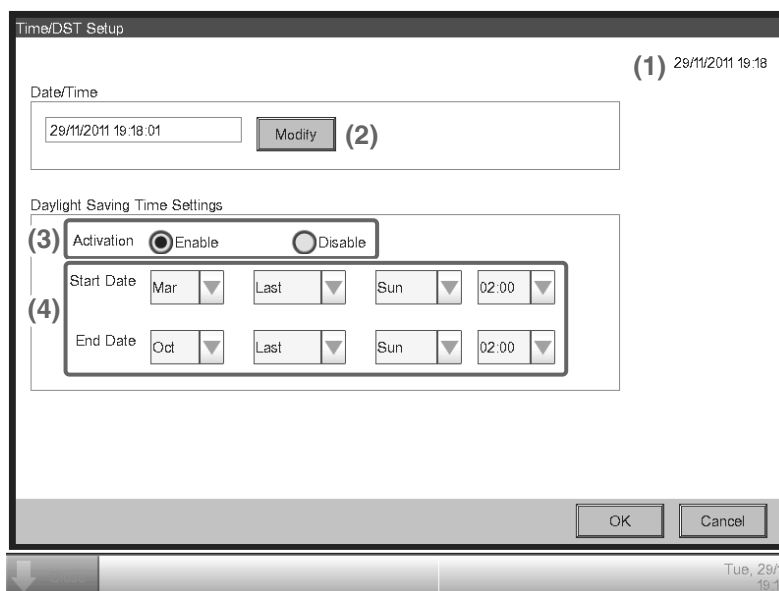 Time/DST Setup
(1) 29/11/2011 19:18
Date/Time
29/11/2011 19:18:01 Modify (2)
Daylight Saving Time Settings
(3) Activation Enable Disable
(4)
Start Date Mar Last Sun 02:00
End Date Oct Last Sun 02:00
OK Cancel
Close
Tue, 29/
19:1